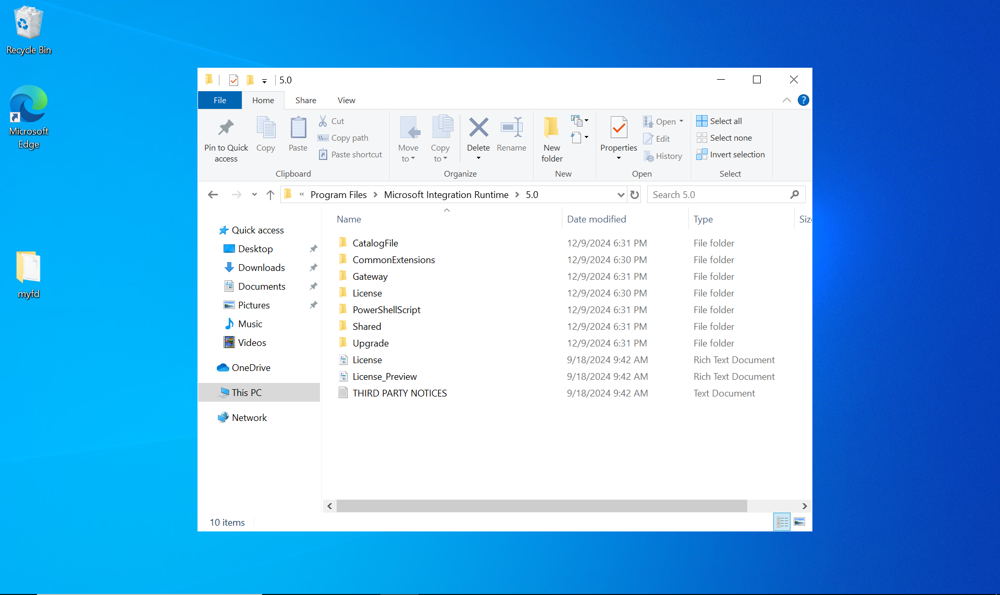 Recycle Bin
Microsoft
Edge
myfd
5.0
File
Home
Share
View
?
Pin to Quick
access
Copy
Paste
Cut
Copy path
Paste shortcut
Clipboard
Move
to
Copy
to
Delete
Rename
Organize
New
folder
New
Properties
Open
Edit
History
Open
Select all
Select none
Invert selection
Select
« Program Files > Microsoft Integration Runtime > 5.0
Search 5.0
Quick access
Desktop
Downloads
Documents
Pictures
Music
Videos
OneDrive
This PC
Network
Name Date modified Type Siz
CatalogFile 12/9/2024 6:31 PM File folder
CommonExtensions 12/9/2024 6:30 PM File folder
Gateway 12/9/2024 6:31 PM File folder
License 12/9/2024 6:30 PM File folder
PowerShellScript 12/9/2024 6:31 PM File folder
Shared 12/9/2024 6:31 PM File folder
Upgrade 12/9/2024 6:31 PM File folder
License 9/18/2024 9:42 AM Rich Text Document
License_Preview 9/18/2024 9:42 AM Rich Text Document
THIRD PARTY NOTICES 9/18/2024 9:42 AM Text Document
10 items